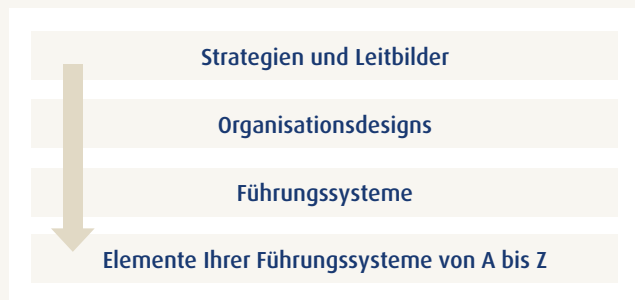 Strategien und Leitbilder
Organisationsdesigns
Führungssysteme
Elemente Ihrer Führungssysteme von A bis Z